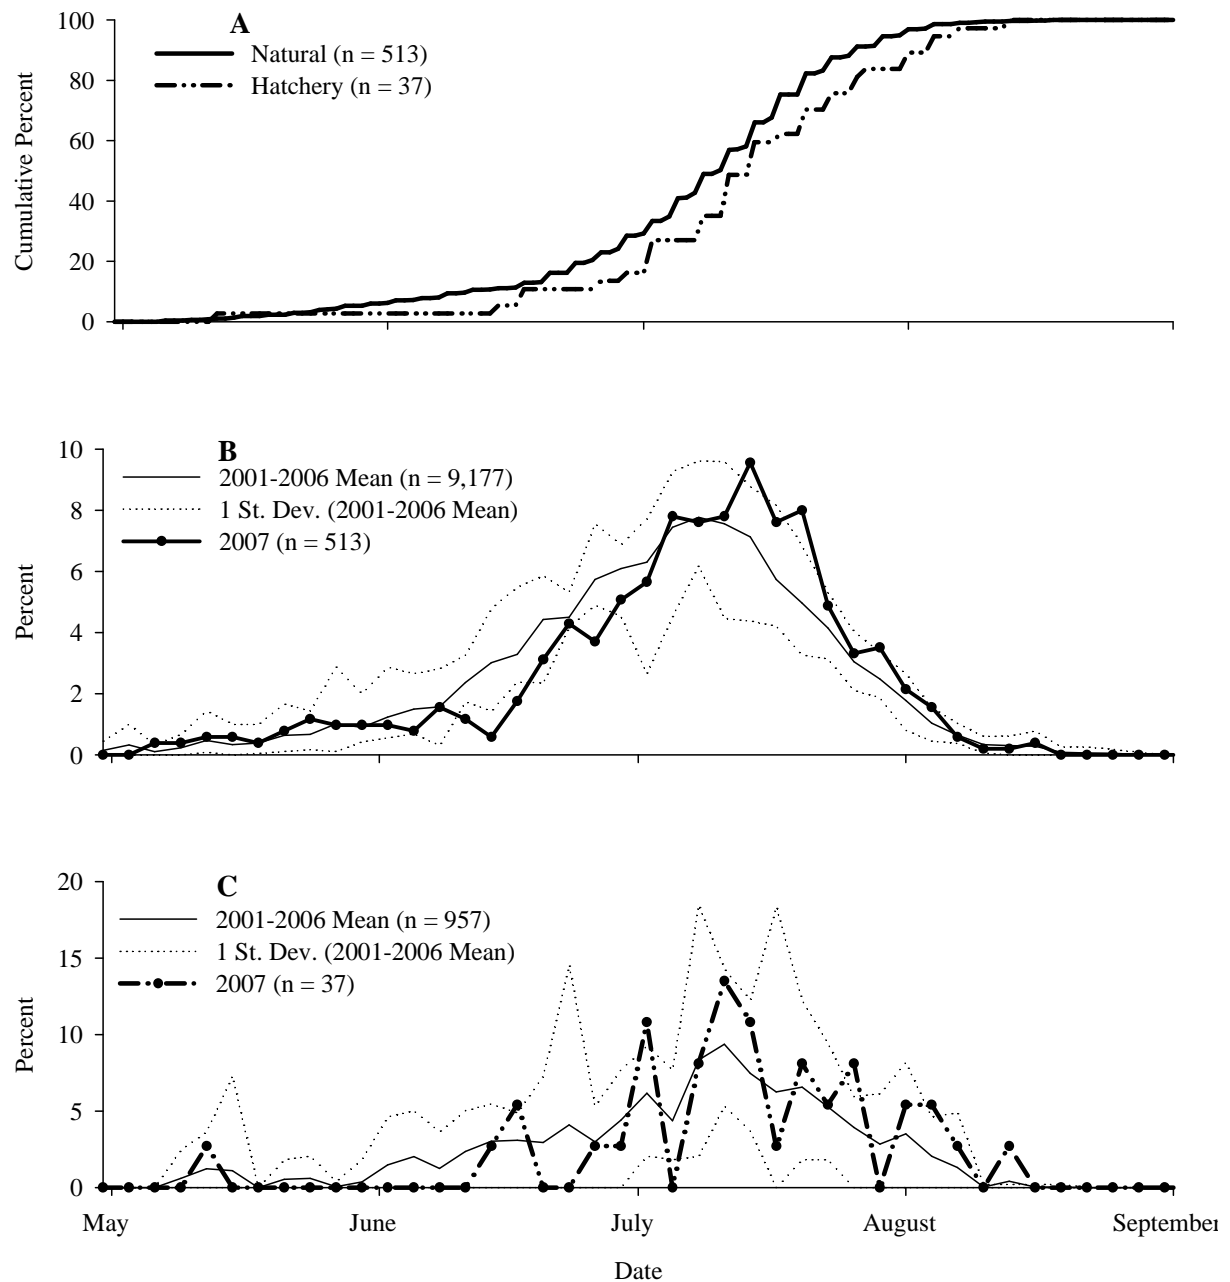 A
100
Natural (n = 513)
80
Hatchery (n = 37)
60
40
20
0
Cumulative Percent
B
10
2001-2006 Mean (n = 9,177)
8
1 St. Dev. (2001-2006 Mean)
2007 (n = 513)
6
4
2
0
Percent
C
20
2001-2006 Mean (n = 957)
1 St. Dev. (2001-2006 Mean)
15
2007 (n = 37)
10
5
0
Percent
May June July August September
Date